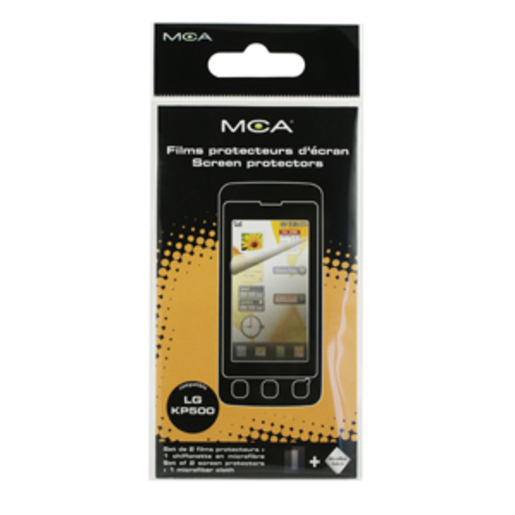 MCA
MCA
Films protecteurs d'écran
Screen protectors
compatible
LG
KP500
Set de 2 films protecteurs +
1 chiffonnette en microfibre
Set of 2 screen protectors
+ 1 microfiber cloth
+